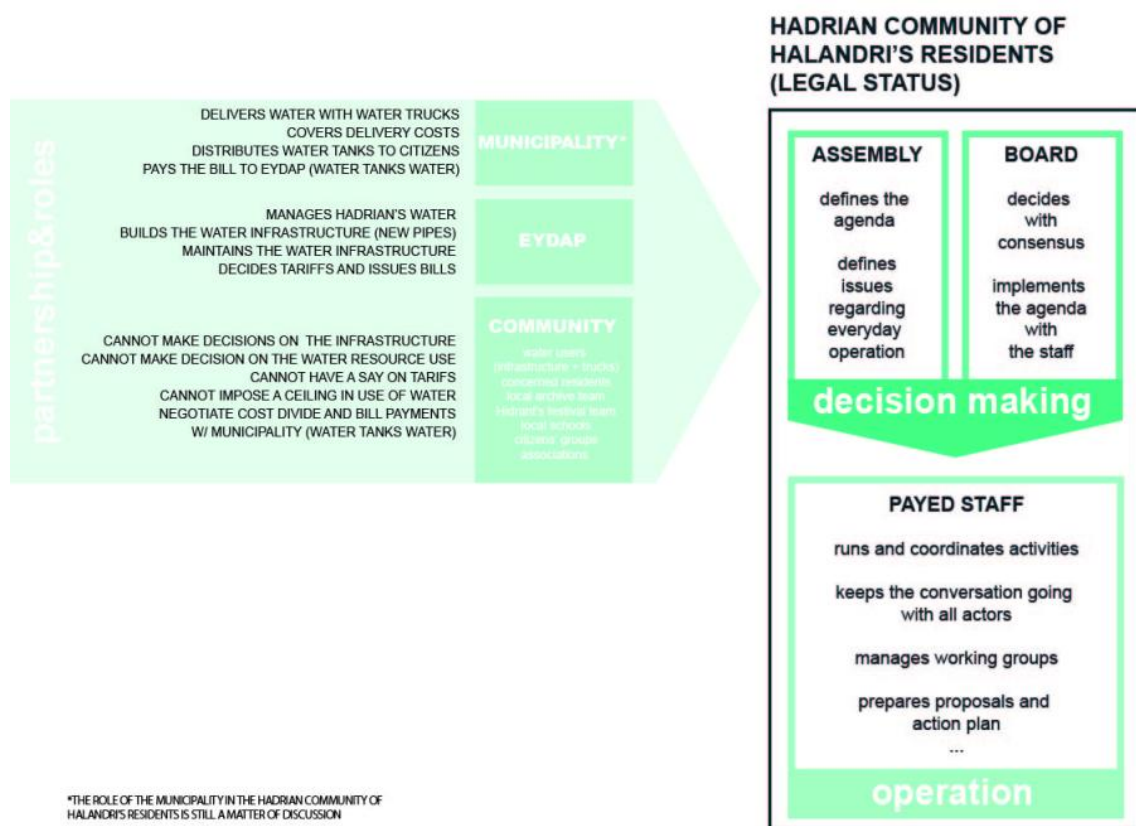 partnership&roles
DELIVERS WATER WITH WATER TRUCKS
COVERS DELIVERY COSTS
DISTRIBUTES WATER TANKS TO CITIZENS
PAYS THE BILL TO EYDAP (WATER TANKS WATER)
MUNICIPALITY*
MANAGES HADRIAN'S WATER
BUILDS THE WATER INFRASTRUCTURE (NEW PIPES)
MAINTAINS THE WATER INFRASTRUCTURE
DECIDES TARIFFS AND ISSUES BILLS
EYDAP
CANNOT MAKE DECISIONS ON THE INFRASTRUCTURE
CANNOT MAKE DECISION ON THE WATER RESOURCE USE
CANNOT HAVE A SAY ON TARIFS
CANNOT IMPOSE A CEILING IN USE OF WATER
NEGOTIATE COST DIVIDE AND BILL PAYMENTS
W/ MUNICIPALITY (WATER TANKS WATER)
COMMUNITY
water users
(infrastructure + trucks)
concerned residents
local archive team
festival team
local schools
citizens' groups
associations
HADRIAN COMMUNITY OF
HALANDRI'S RESIDENTS
(LEGAL STATUS)
ASSEMBLY
defines the
agenda
defines
issues
regarding
everyday
operation
BOARD
decides
with
consensus
implements
the agenda
with
the staff
decision making
PAYED STAFF
runs and coordinates activities
keeps the conversation going
with all actors
manages working groups
prepares proposals and
action plan
...
operation
*THE ROLE OF THE MUNICIPALITY IN THE HADRIAN COMMUNITY OF
HALANDRI'S RESIDENTS IS STILL A MATTER OF DISCUSSION